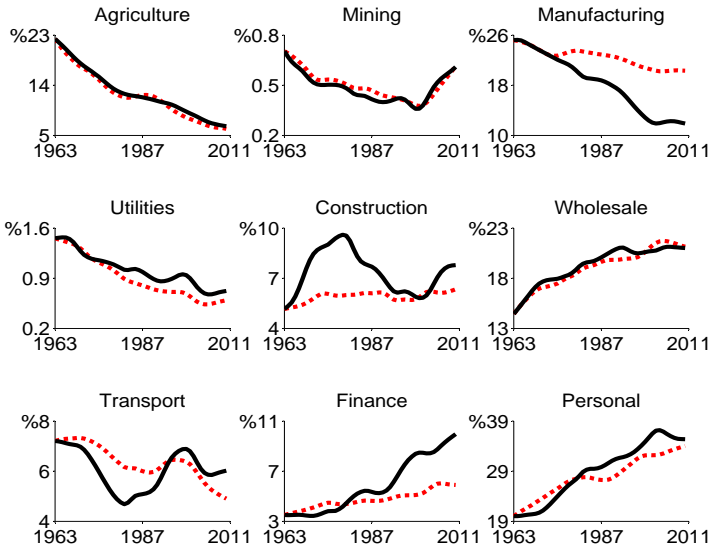 Agriculture Mining Manufacturing
%23 %0.8 %26
14 0.5 18
5 0.2 10
1963 1987 2011 1963 1987 2011 1963 1987 2011
Utilities Construction Wholesale
%1.6 %10 %23
0.9 7 18
0.2 4 13
1963 1987 2011 1963 1987 2011 1963 1987 2011
Transport Finance Personal
%8 %11 %39
6 7 29
4 3 19
1963 1987 2011 1963 1987 2011 1963 1987 2011